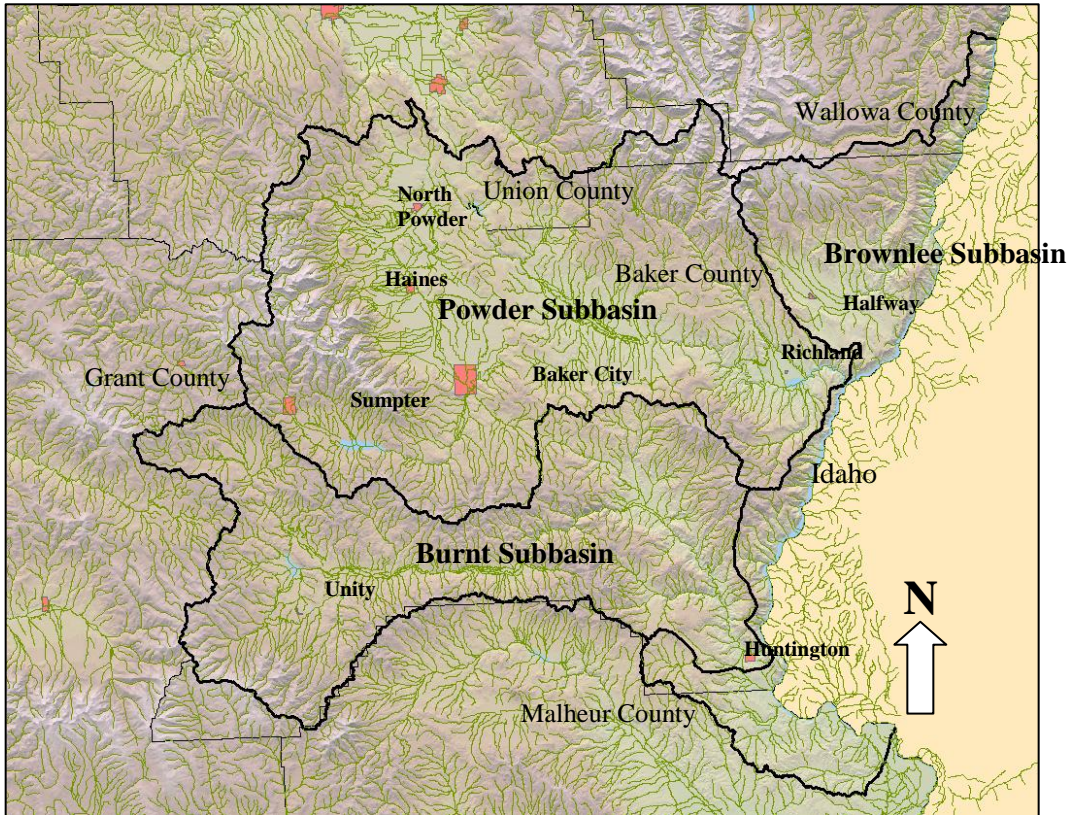 Wallowa County
North
Powder
Union County
Brownlee Subbasin
Baker County
Haines
Halfway
Powder Subbasin
Richland
Grant County
Baker City
Sumpter
Idaho
Burnt Subbasin
Unity
N
Huntington
Malheur County